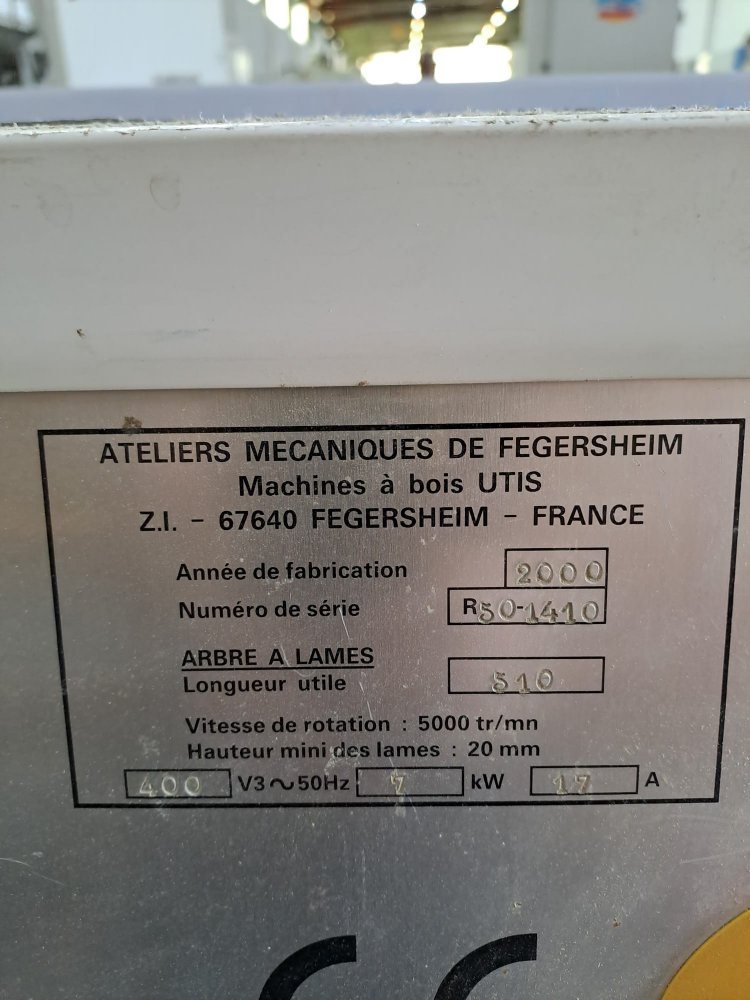 ATELIERS MECANIQUES DE FEGERSHEIM
Machines à bois UTIS
Z.I. - 67640 FEGERSHEIM - FRANCE
Année de fabrication 2000
Numéro de série R50-1410
ARBRE A LAMES
Longueur utile 510
Vitesse de rotation : 5000 tr/mn
Hauteur mini des lames : 20 mm
400 V3~50Hz 7 kW 17 A
CE